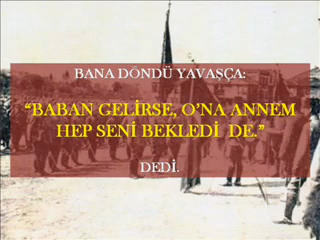 BANA DÖNDÜ YAVAŞÇA:
“BABAN GELİRSE, O’NA ANNEM
HEP SENİ BEKLEDİ DE.”
DEDİ.